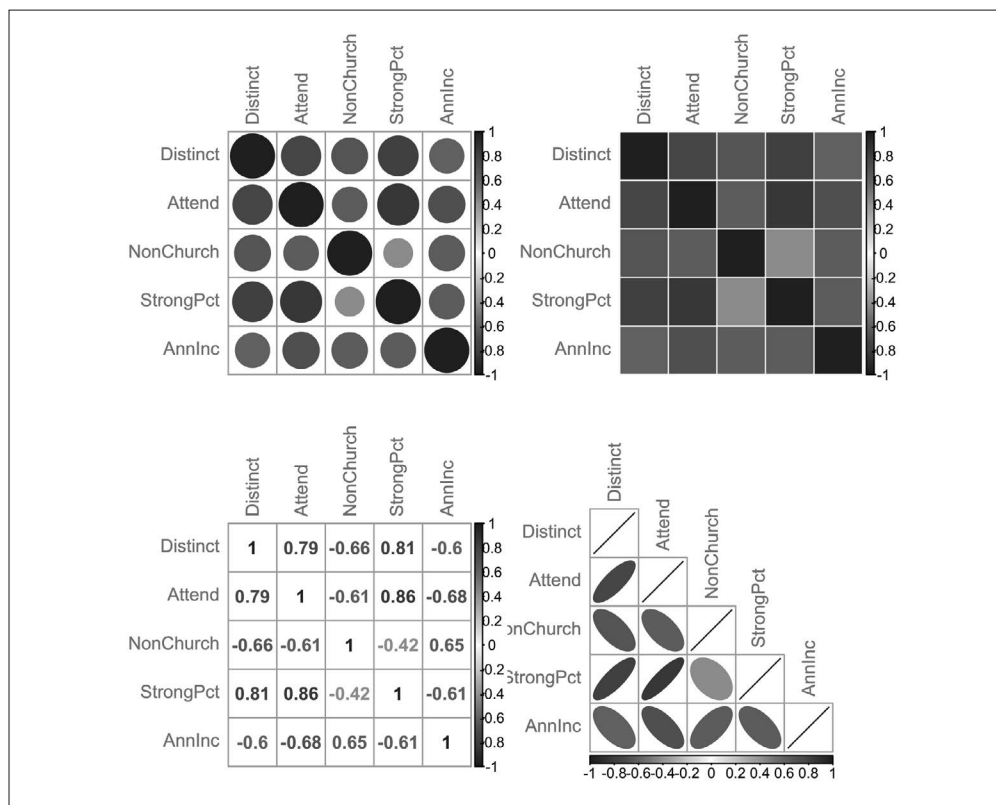 Distinct
Attend
NonChurch
StrongPct
AnnInc
Distinct
Attend
NonChurch
StrongPct
AnnInc
1
0.8
0.6
0.4
0.2
0
0.2
0.4
0.6
0.8
-1
Distinct
Attend
NonChurch
StrongPct
AnnInc
Distinct
Attend
NonChurch
StrongPct
AnnInc
1
0.8
0.6
0.4
0.2
0
0.2
0.4
0.6
0.8
-1
Distinct
Attend
NonChurch
StrongPct
AnnInc
Distinct 1 0.79 -0.66 0.81 -0.6
Attend 0.79 1 -0.61 0.86 -0.68
NonChurch -0.66 -0.61 1 -0.42 0.65
StrongPct 0.81 0.86 -0.42 1 -0.61
AnnInc -0.6 -0.68 0.65 -0.61 1
1
0.8
0.6
0.4
0.2
0
0.2
0.4
0.6
0.8
-1
Distinct
Attend
NonChurch
StrongPct
AnnInc
Distinct
Attend
onChurch
StrongPct
AnnInc
-1 -0.8 -0.6 -0.4 -0.2 0 0.2 0.4 0.6 0.8 1